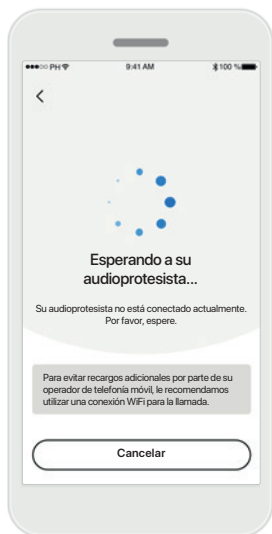 PH 9:41 AM 100 %
Esperando a su
audioprotesista...
Su audioprotesista no está conectado actualmente.
Por favor, espere.
Para evitar recargos adicionales por parte de su
operador de telefonía móvil, le recomendamos
utilizar una conexión WiFi para la llamada.
Cancelar